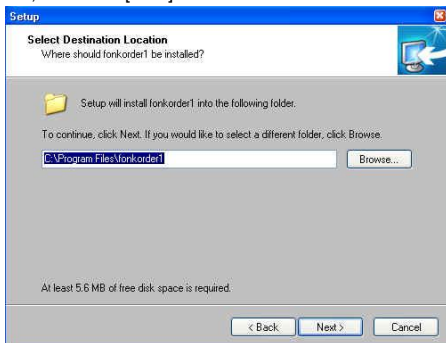 Setup
Select Destination Location
Where should fonkorder1 be installed?
Setup will install fonkorder1 into the following folder.
To continue, click Next. If you would like to select a different folder, click Browse.
C:\Program Files\fonkorder1
Browse...
At least 5.6 MB of free disk space is required.
< Back
Next >
Cancel